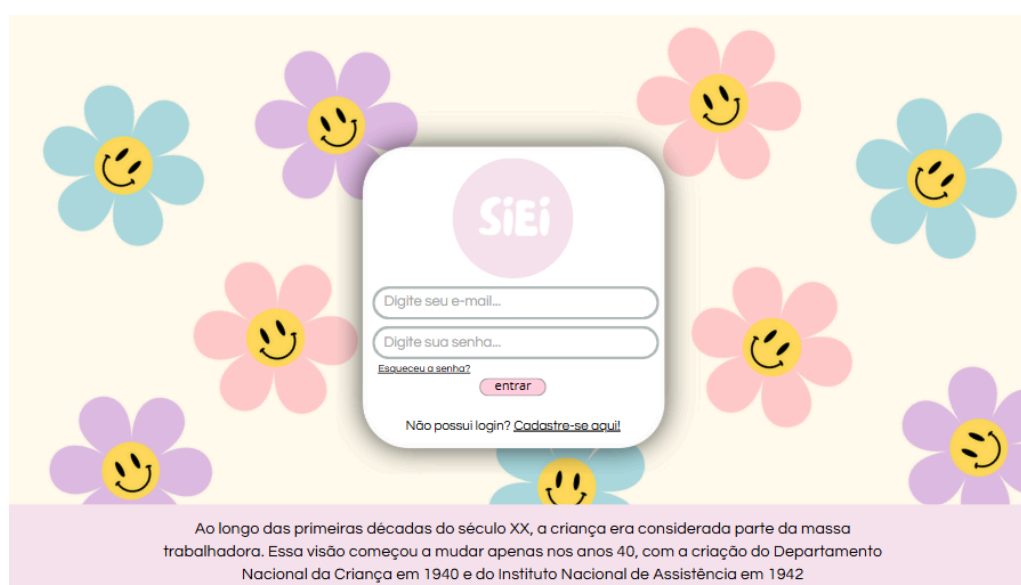 SiEi
Digite seu e-mail...
Digite sua senha...
Esqueceu a senha?
entrar
Não possui login? Cadastre-se aqui!
Ao longo das primeiras décadas do século XX, a criança era considerada parte da massa
trabalhadora. Essa visão começou a mudar apenas nos anos 40, com a criação do Departamento
Nacional da Criança em 1940 e do Instituto Nacional de Assistência em 1942